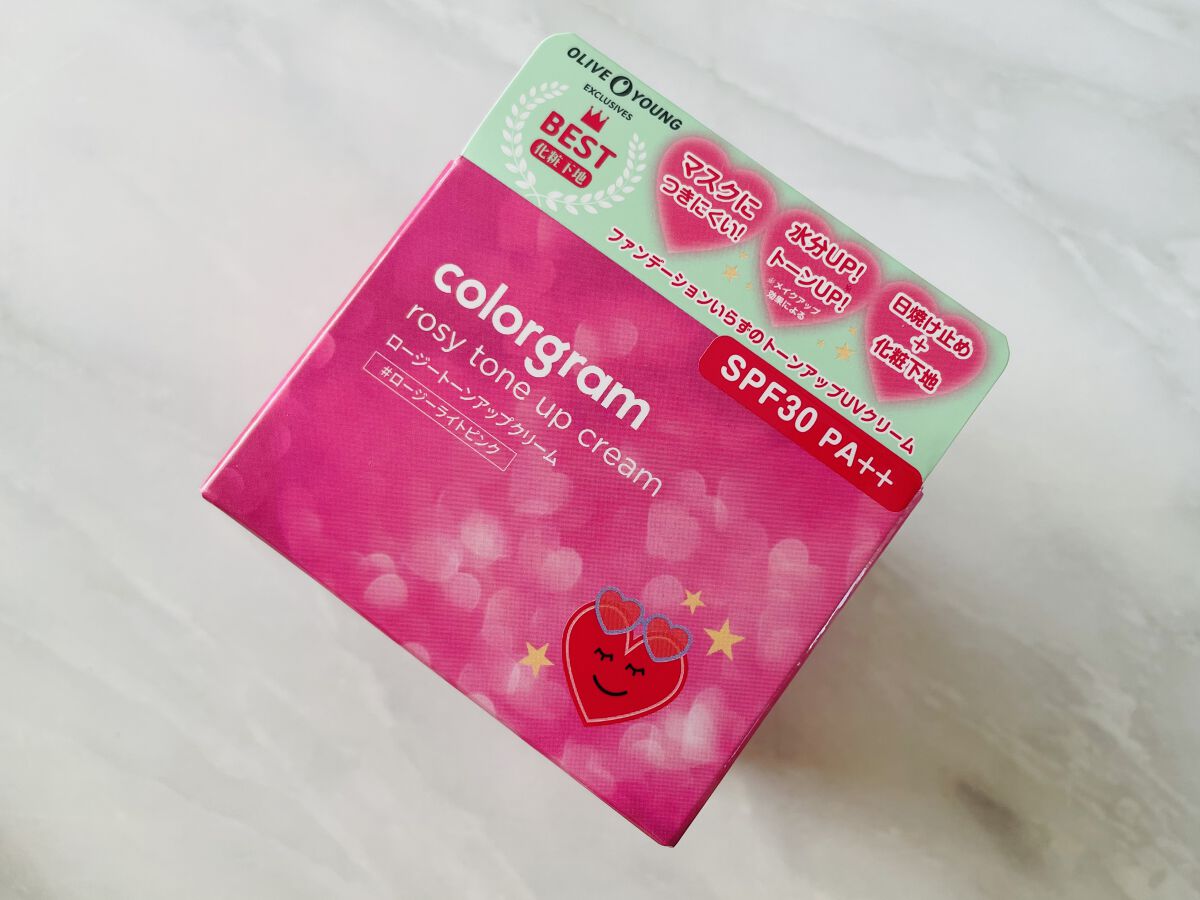 OLIVE YOUNG
EXCLUSIVES
BEST
化粧下地
マスクに
つきにくい!
水分UP!
トーンUP!
※メイクアップ
効果による
日焼け止め
+
化粧下地
ファンデーションいらずのトーンアップUVクリーム
SPF30 PA++
colorgram
rosy tone up cream
ロージートーンアップクリーム
#ロージーライトピンク